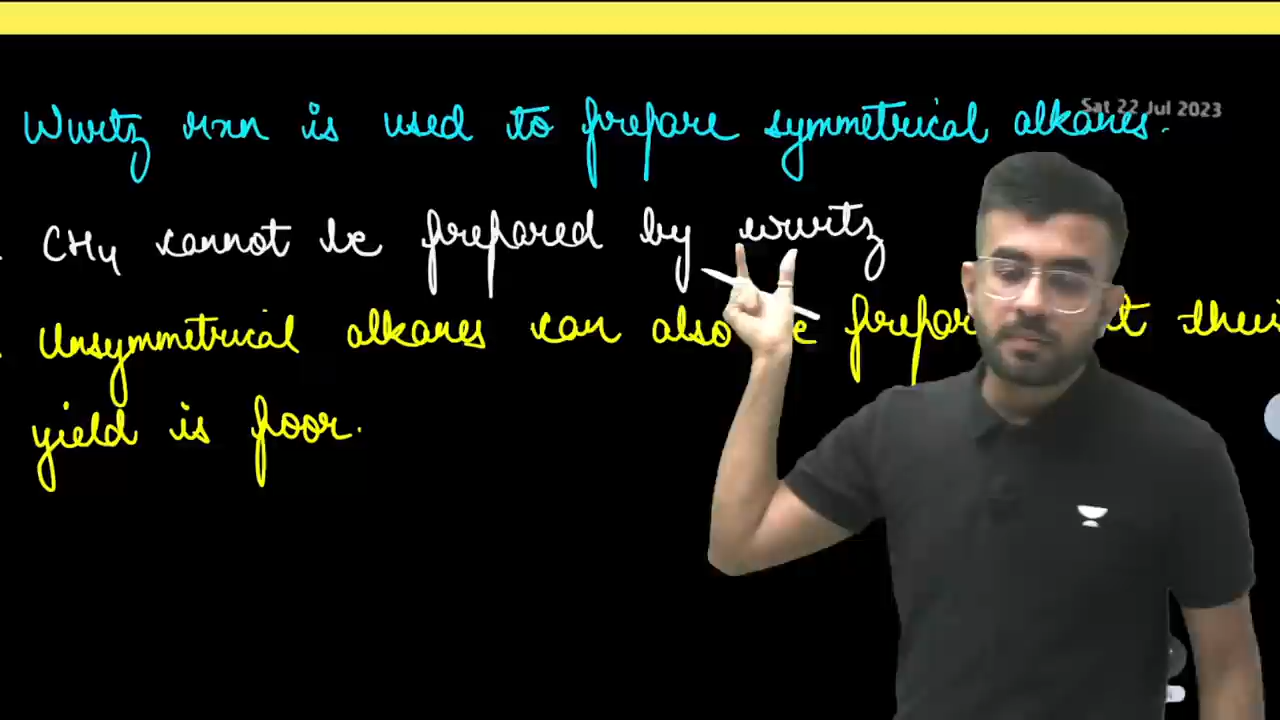 Wurtz rxn is used to prepare symmetrical alkanes.
Sat 22 Jul 2023
CH4 cannot be prepared by wurtz
Unsymmetrical alkanes can also thei
yield is poor.